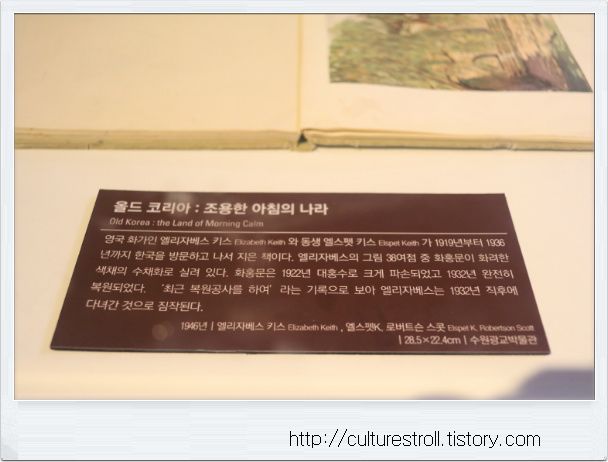 올드 코리아 : 조용한 아침의 나라
Old Korea : the Land of Morning Calm
영국 화가인 엘리자베스 키스 Elizabeth Keith 와 동생 엘스펫 키스 Elspet Keith 가 1919년부터 1936
년까지 한국을 방문하고 나서 지은 책이다. 엘리자베스의 그림 38여점 중 화홍문이 화려한
색채의 수채화로 실려 있다. 화홍문은 1922년 대홍수로 크게 파손되었고 1932년 완전히
복원되었다. '최근 복원공사를 하여' 라는 기록으로 보아 엘리자베스는 1932년 직후에
다녀간 것으로 짐작된다.
1946년 | 엘리자베스 키스 Elizabeth Keith , 엘스펫K. 로버트슨 스콧 Elspet K. Robertson Scott
| 28.5×22.4cm | 수원광교박물관
http://culturestroll.tistory.com